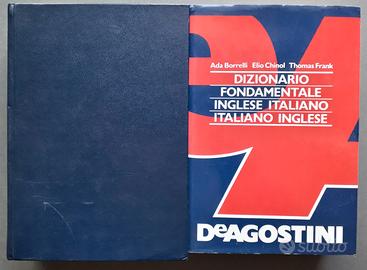 Ada Borrelli Elio Chinol Thomas Frank
DIZIONARIO
FONDAMENTALE
INGLESE ITALIANO
ITALIANO INGLESE
DEAGOSTINI
subito